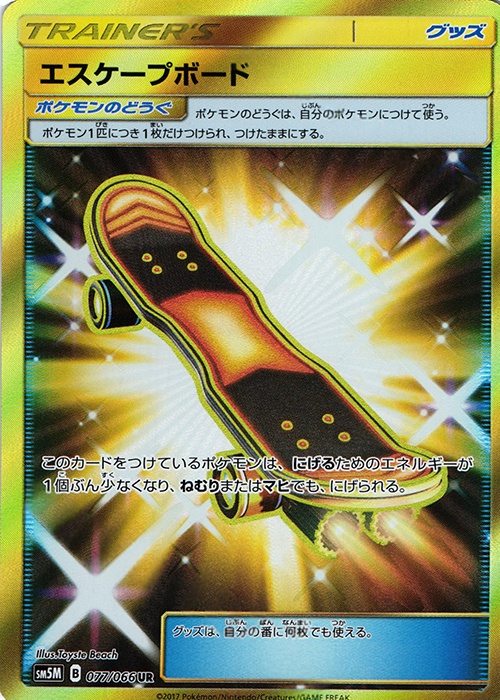 TRAINER'S
グッズ
エスケープボード
ポケモンのどうぐ
ポケモンのどうぐは、自分のポケモンにつけて使う。
ポケモン1匹につき1枚だけつけられ、つけたままにする。
このカードをつけているポケモンは、にげるためのエネルギーが
1個ぶん少なくなり、ねむりまたはマヒでも、にげられる。
グッズは、自分の番に何枚でも使える。
Illus.Toyste Beach
SM5M B 077/066 UR
©2017 Pokémon/Nintendo/Creatures/GAME FREAK.